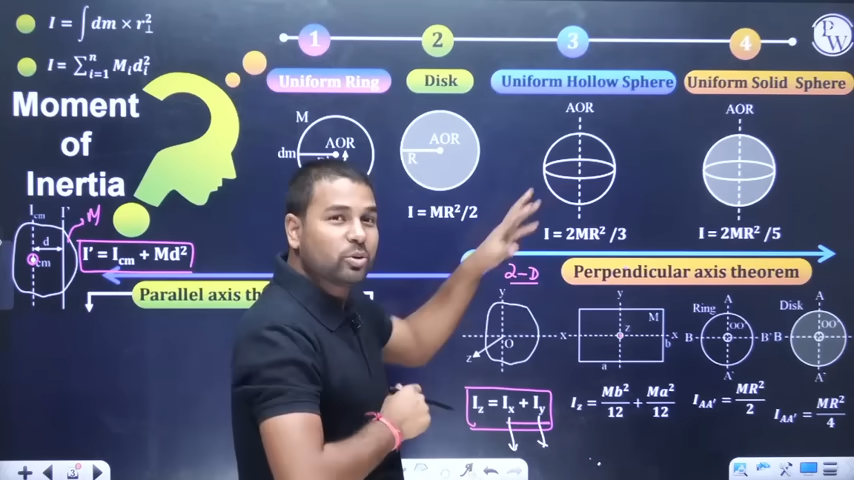 I = ∫dm × r⊥²
I = ∑ᵢ₌₁ⁿ Mᵢdᵢ²
Moment
of
Inertia
1
2
3
4
PW
Uniform Ring
Disk
Uniform Hollow Sphere
Uniform Solid Sphere
M
AOR
dm
AOR
R
AOR
AOR
I = MR²/2
I = 2MR²/3
I = 2MR²/5
Icm
I'
M
d
cm
I' = Icm + Md²
Parallel axis th
2-D
Perpendicular axis theorem
y
x
z
O
y
M
x
z
b
a
Ring
A
OO'
B
B'
A'
Disk
A
OO'
B
A'
Iz = Ix + Iy
Iz = Mb²/12 + Ma²/12
IAA' = MR²/2
IAA' = MR²/4
3